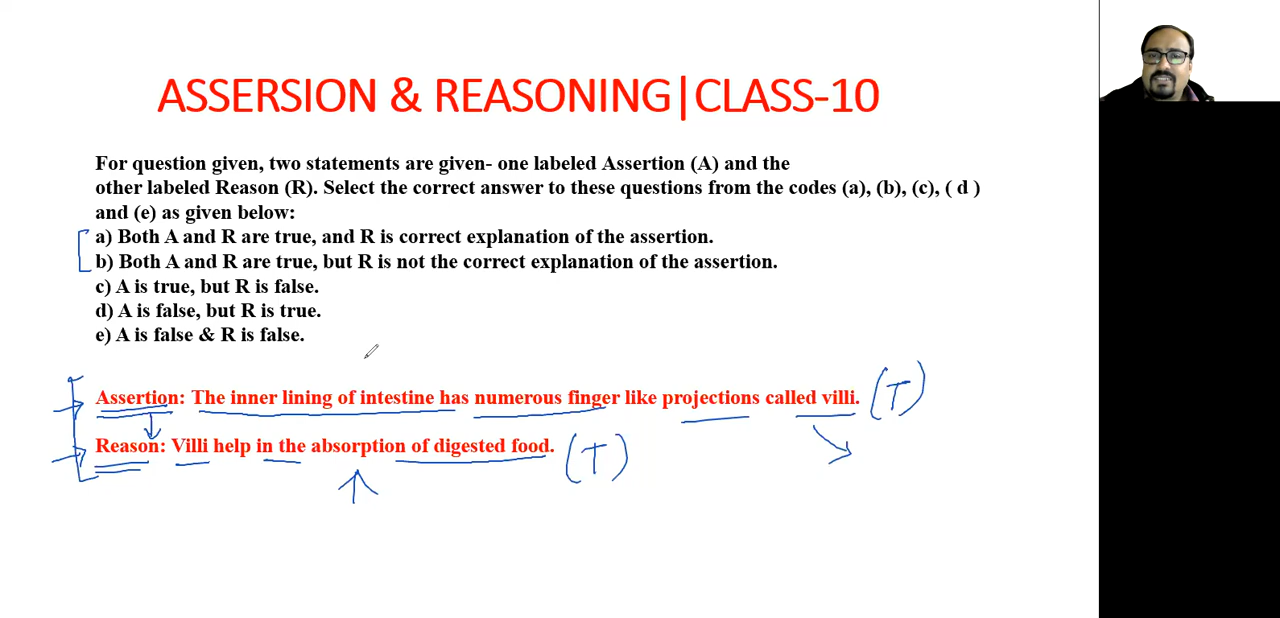 ASSERSION & REASONING|CLASS-10
For question given, two statements are given- one labeled Assertion (A) and the
other labeled Reason (R). Select the correct answer to these questions from the codes (a), (b), (c), ( d )
and (e) as given below:
a) Both A and R are true, and R is correct explanation of the assertion.
b) Both A and R are true, but R is not the correct explanation of the assertion.
c) A is true, but R is false.
d) A is false, but R is true.
e) A is false & R is false.
Assertion: The inner lining of intestine has numerous finger like projections called villi. (T)
Reason: Villi help in the absorption of digested food. (T)